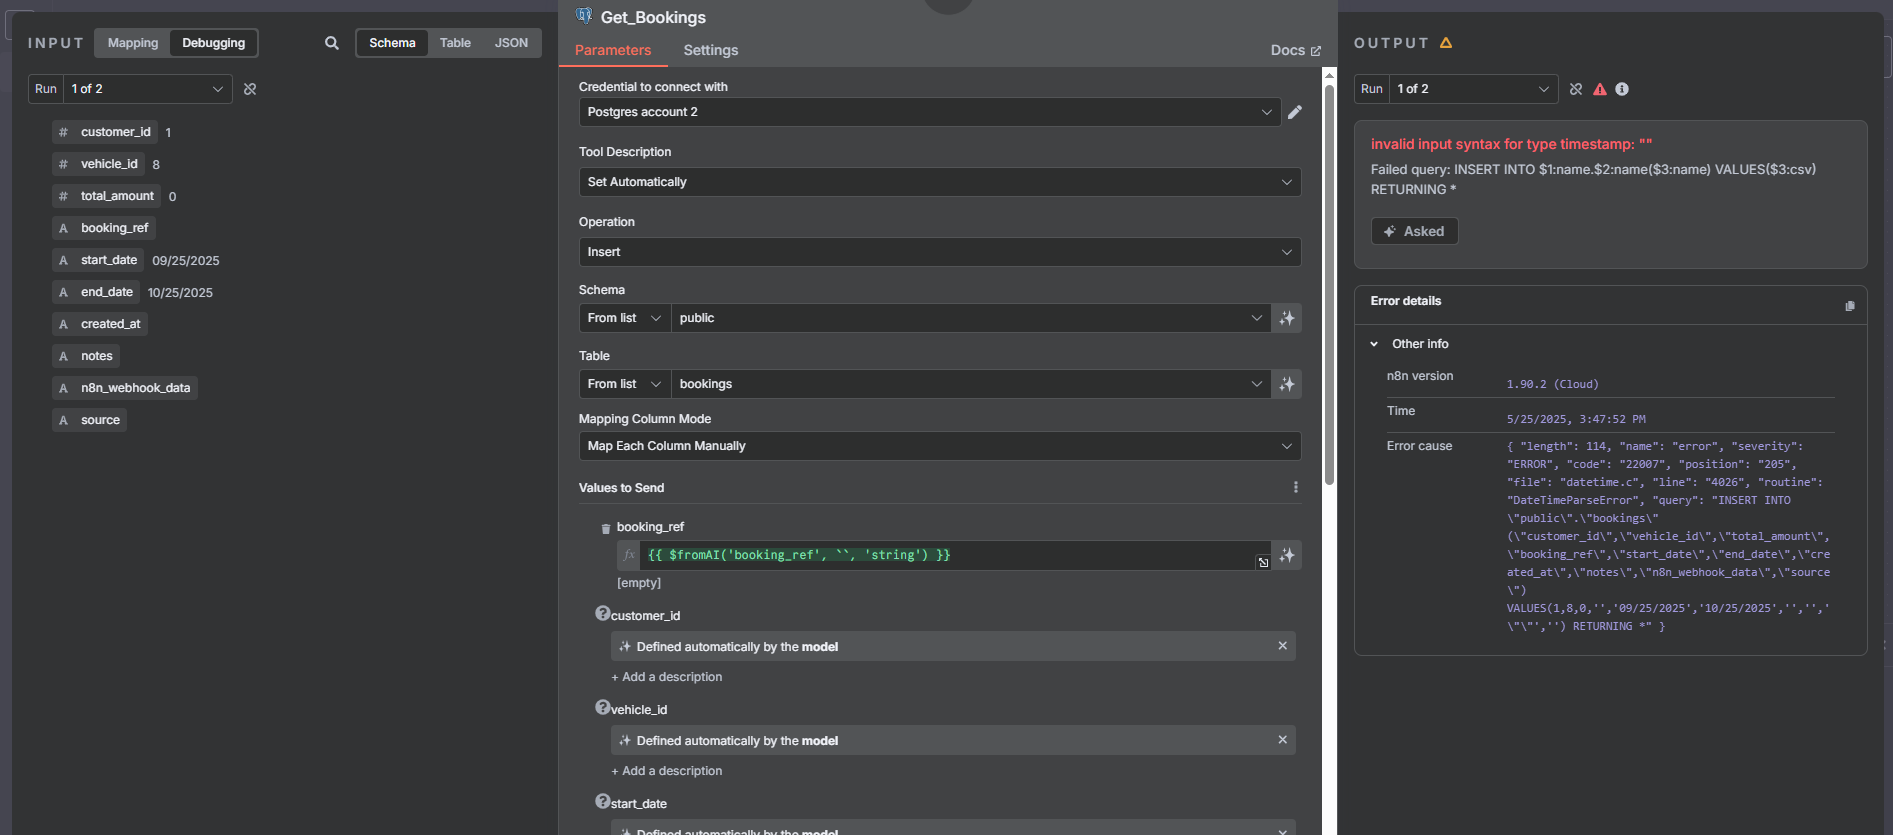 INPUT
Mapping
Debugging
Schema
Table
JSON
Run
1 of 2
# customer_id 1
# vehicle_id 8
# total_amount 0
A booking_ref
A start_date 09/25/2025
A end_date 10/25/2025
A created_at
A notes
A n8n_webhook_data
A source
Get_Bookings
Parameters
Settings
Docs
Credential to connect with
Postgres account 2
Tool Description
Set Automatically
Operation
Insert
Schema
From list
public
Table
From list
bookings
Mapping Column Mode
Map Each Column Manually
Values to Send
booking_ref
fx {{ $fromAI('booking_ref', ``, 'string') }}
[empty]
customer_id
Defined automatically by the model
+ Add a description
vehicle_id
Defined automatically by the model
+ Add a description
start_date
Defined automatically by the model
OUTPUT
Run
1 of 2
invalid input syntax for type timestamp: ""
Failed query: INSERT INTO $1:name.$2:name($3:name) VALUES($3:csv)
RETURNING *
Asked
Error details
Other info
n8n version
1.90.2 (Cloud)
Time
5/25/2025, 3:47:52 PM
Error cause
{ "length": 114, "name": "error", "severity":
"ERROR", "code": "22007", "position": "205",
"file": "datetime.c", "line": "4026", "routine":
"DateTimeParseError", "query": "INSERT INTO
\"public\".\"bookings\"
(\"customer_id\",\"vehicle_id\",\"total_amount\",
\"booking_ref\",\"start_date\",\"end_date\",\"cre
ated_at\",\"notes\",\"n8n_webhook_data\",\"source
\")
VALUES(1,8,0,'','09/25/2025','10/25/2025','','','
\"\"','') RETURNING *" }